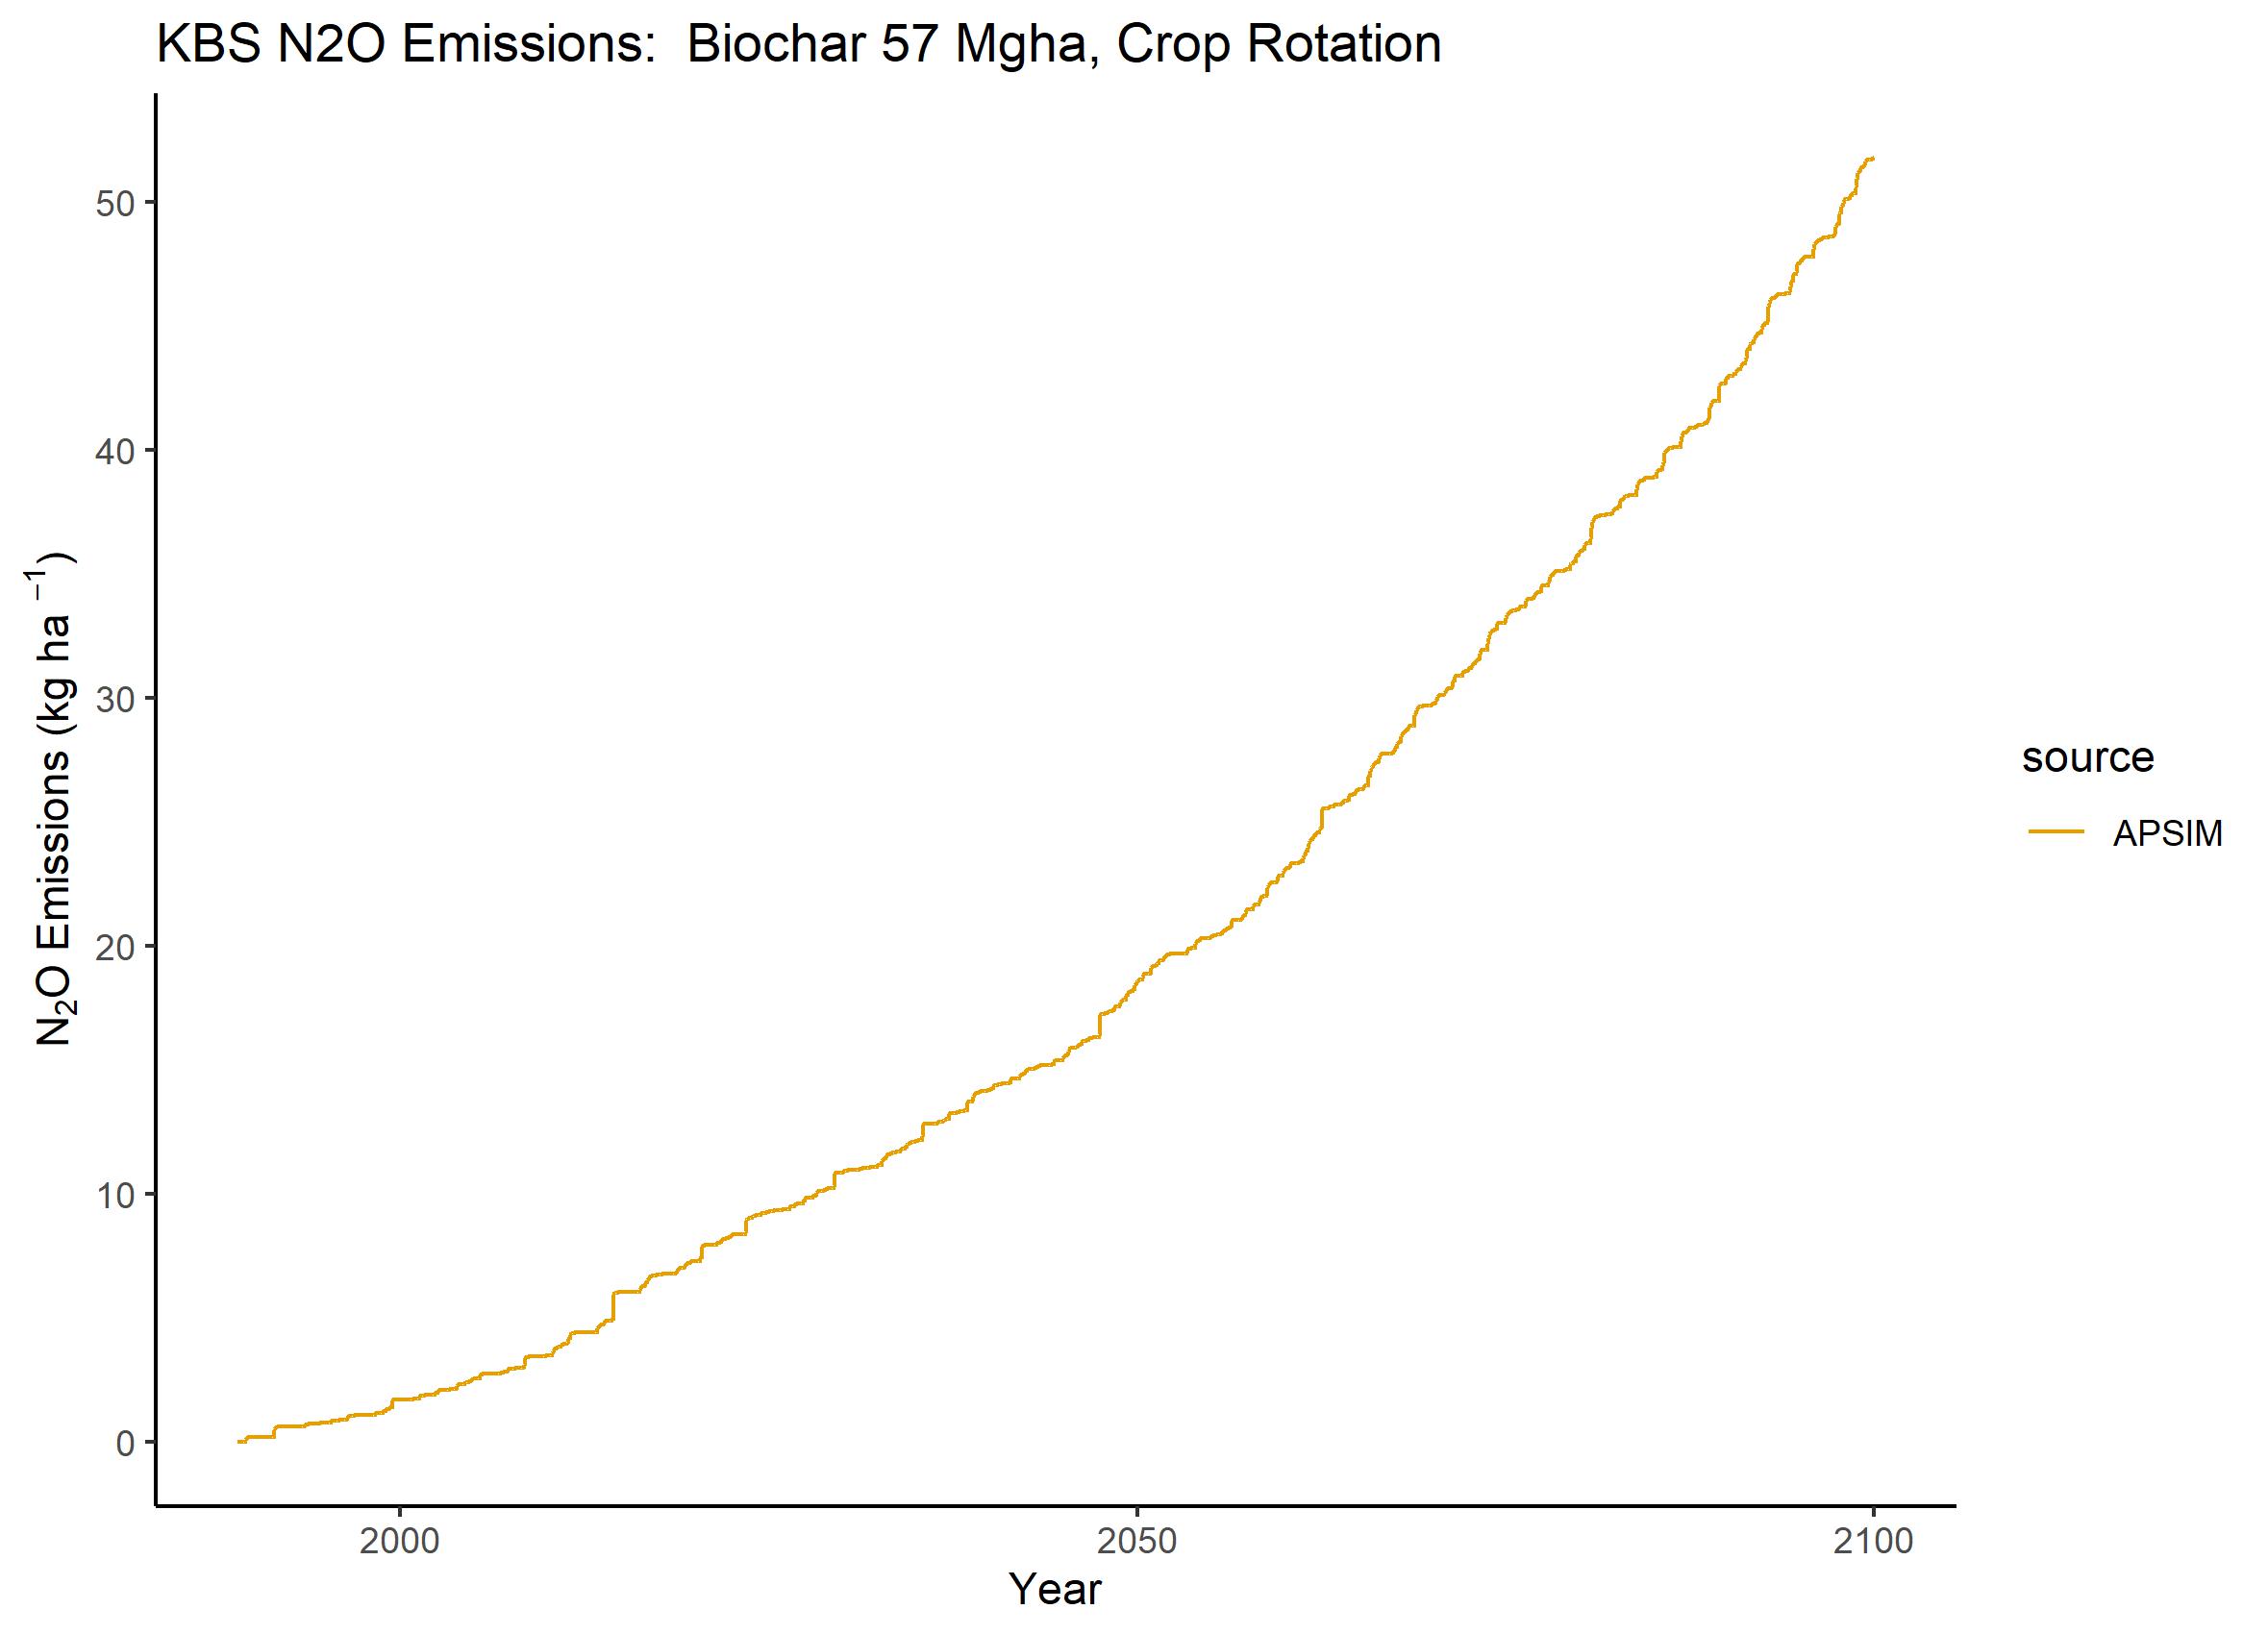 KBS N2O Emissions:  Biochar 57 Mgha, Crop Rotation
N₂O Emissions (kg ha ⁻¹)
50
40
30
20
10
0
2000
2050
2100
Year
source
APSIM